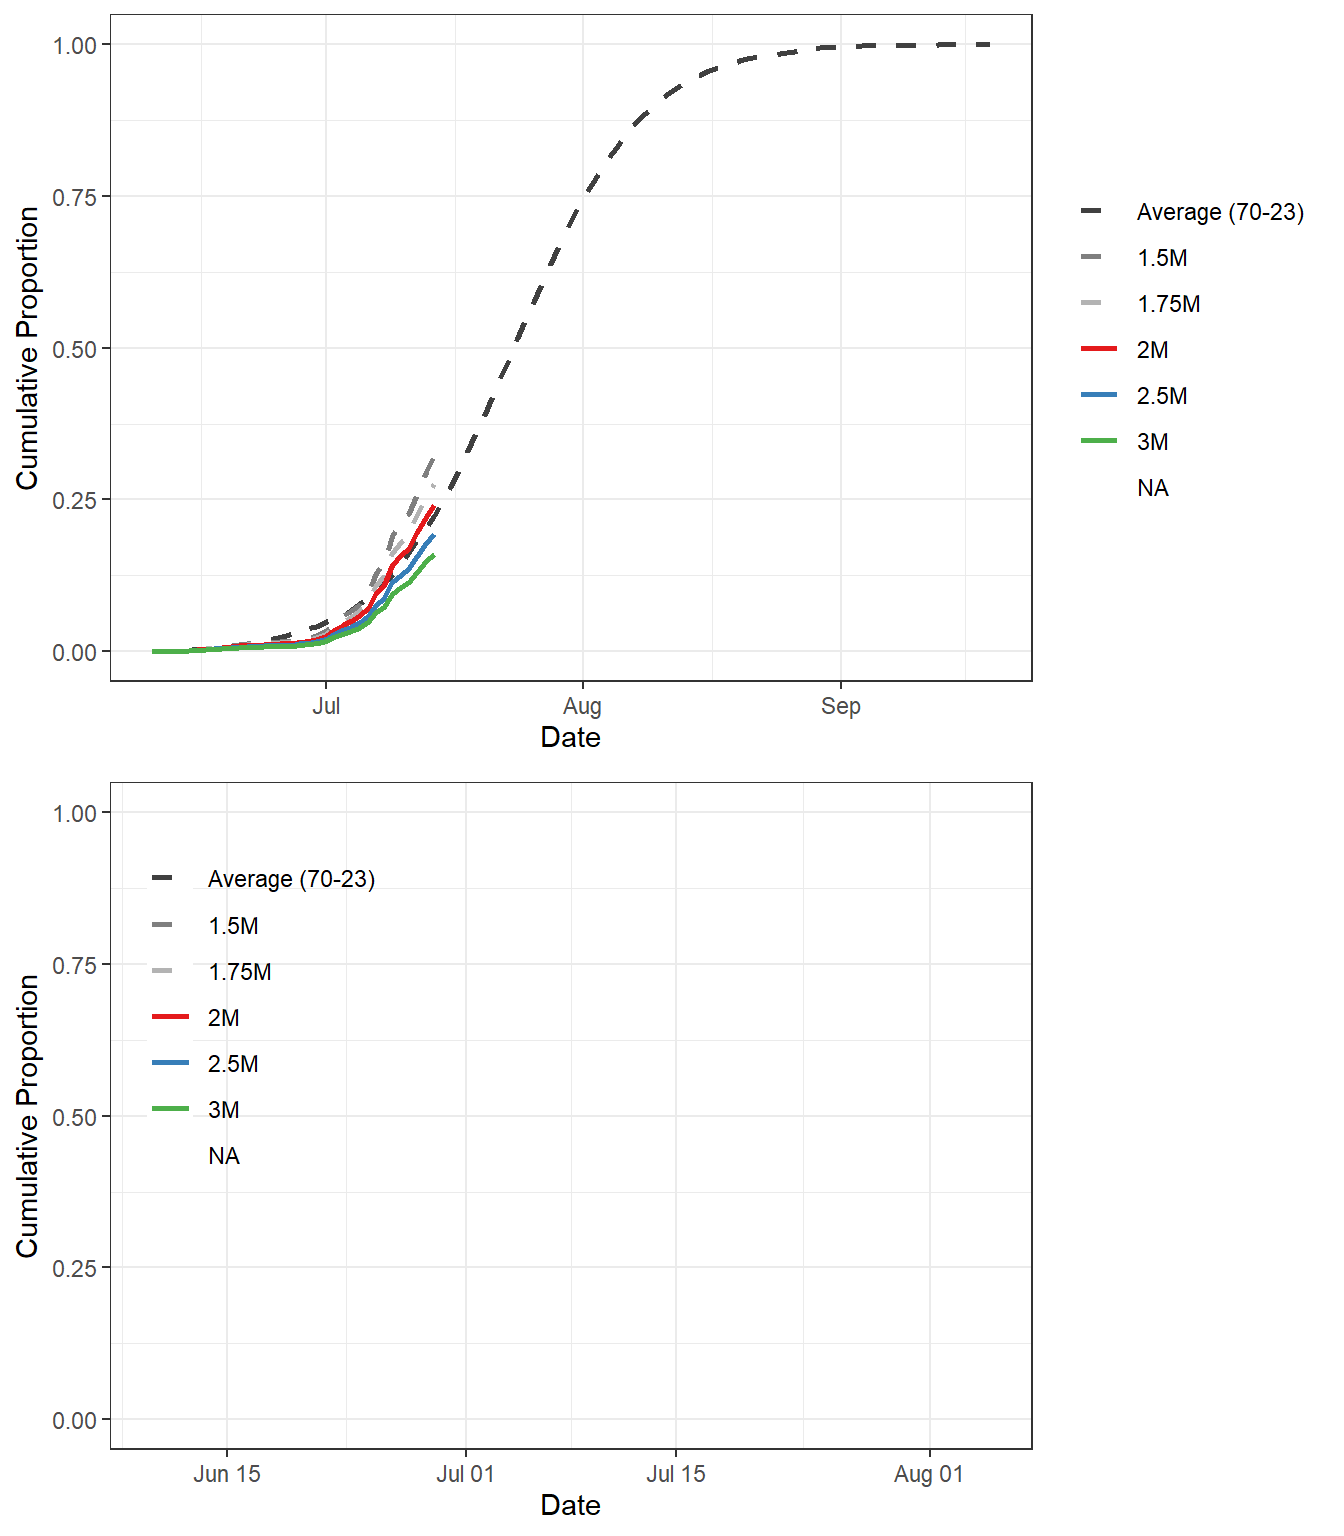 1.00
0.75
0.50
0.25
0.00
Cumulative Proportion
Jul Aug Sep
Date
Average (70-23)
1.5M
1.75M
2M
2.5M
3M
NA
1.00
0.75
0.50
0.25
0.00
Cumulative Proportion
Average (70-23)
1.5M
1.75M
2M
2.5M
3M
NA
Jun 15 Jul 01 Jul 15 Aug 01
Date